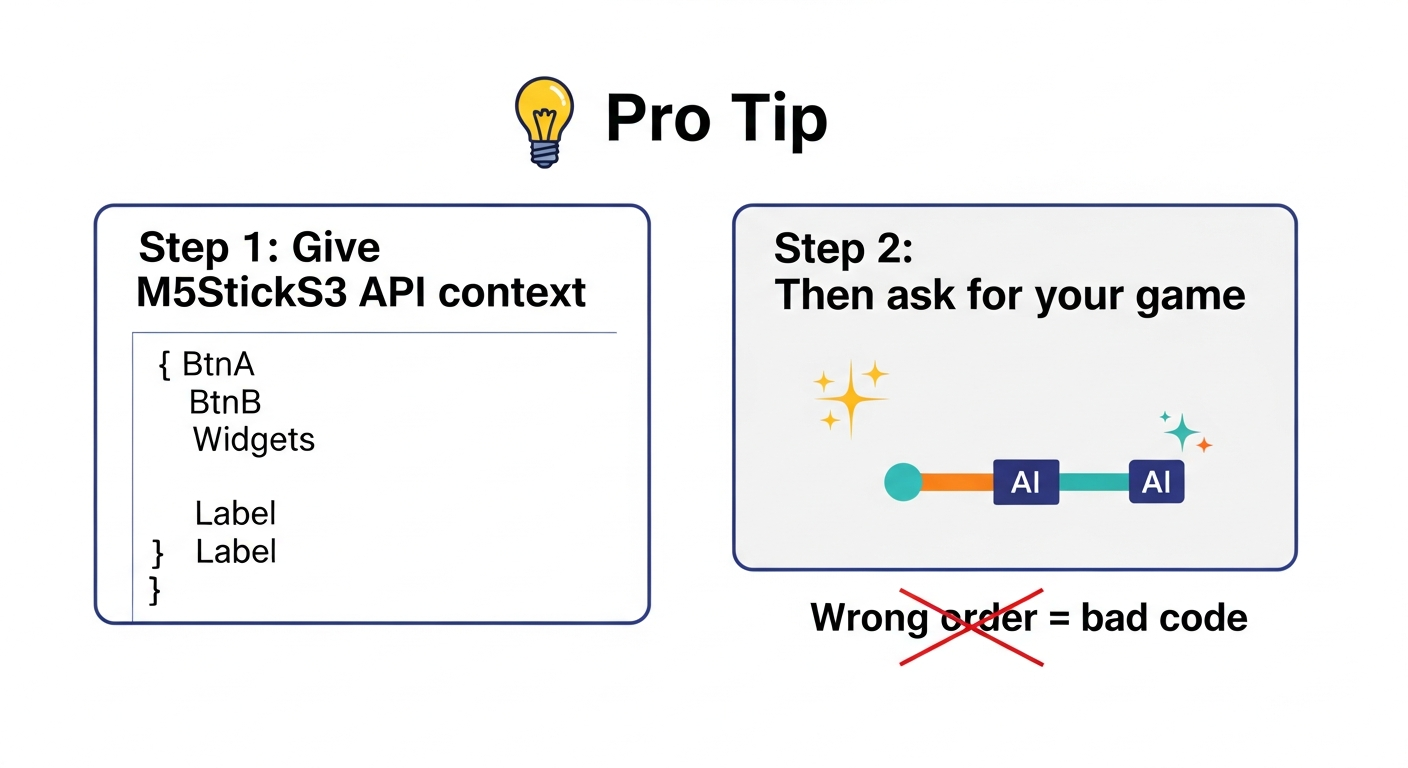 Pro Tip
Step 1: Give
M5StickS3 API context
{ BtnA
BtnB
Widgets
Label
} Label
}
Step 2:
Then ask for your game
AI AI
Wrong order = bad code